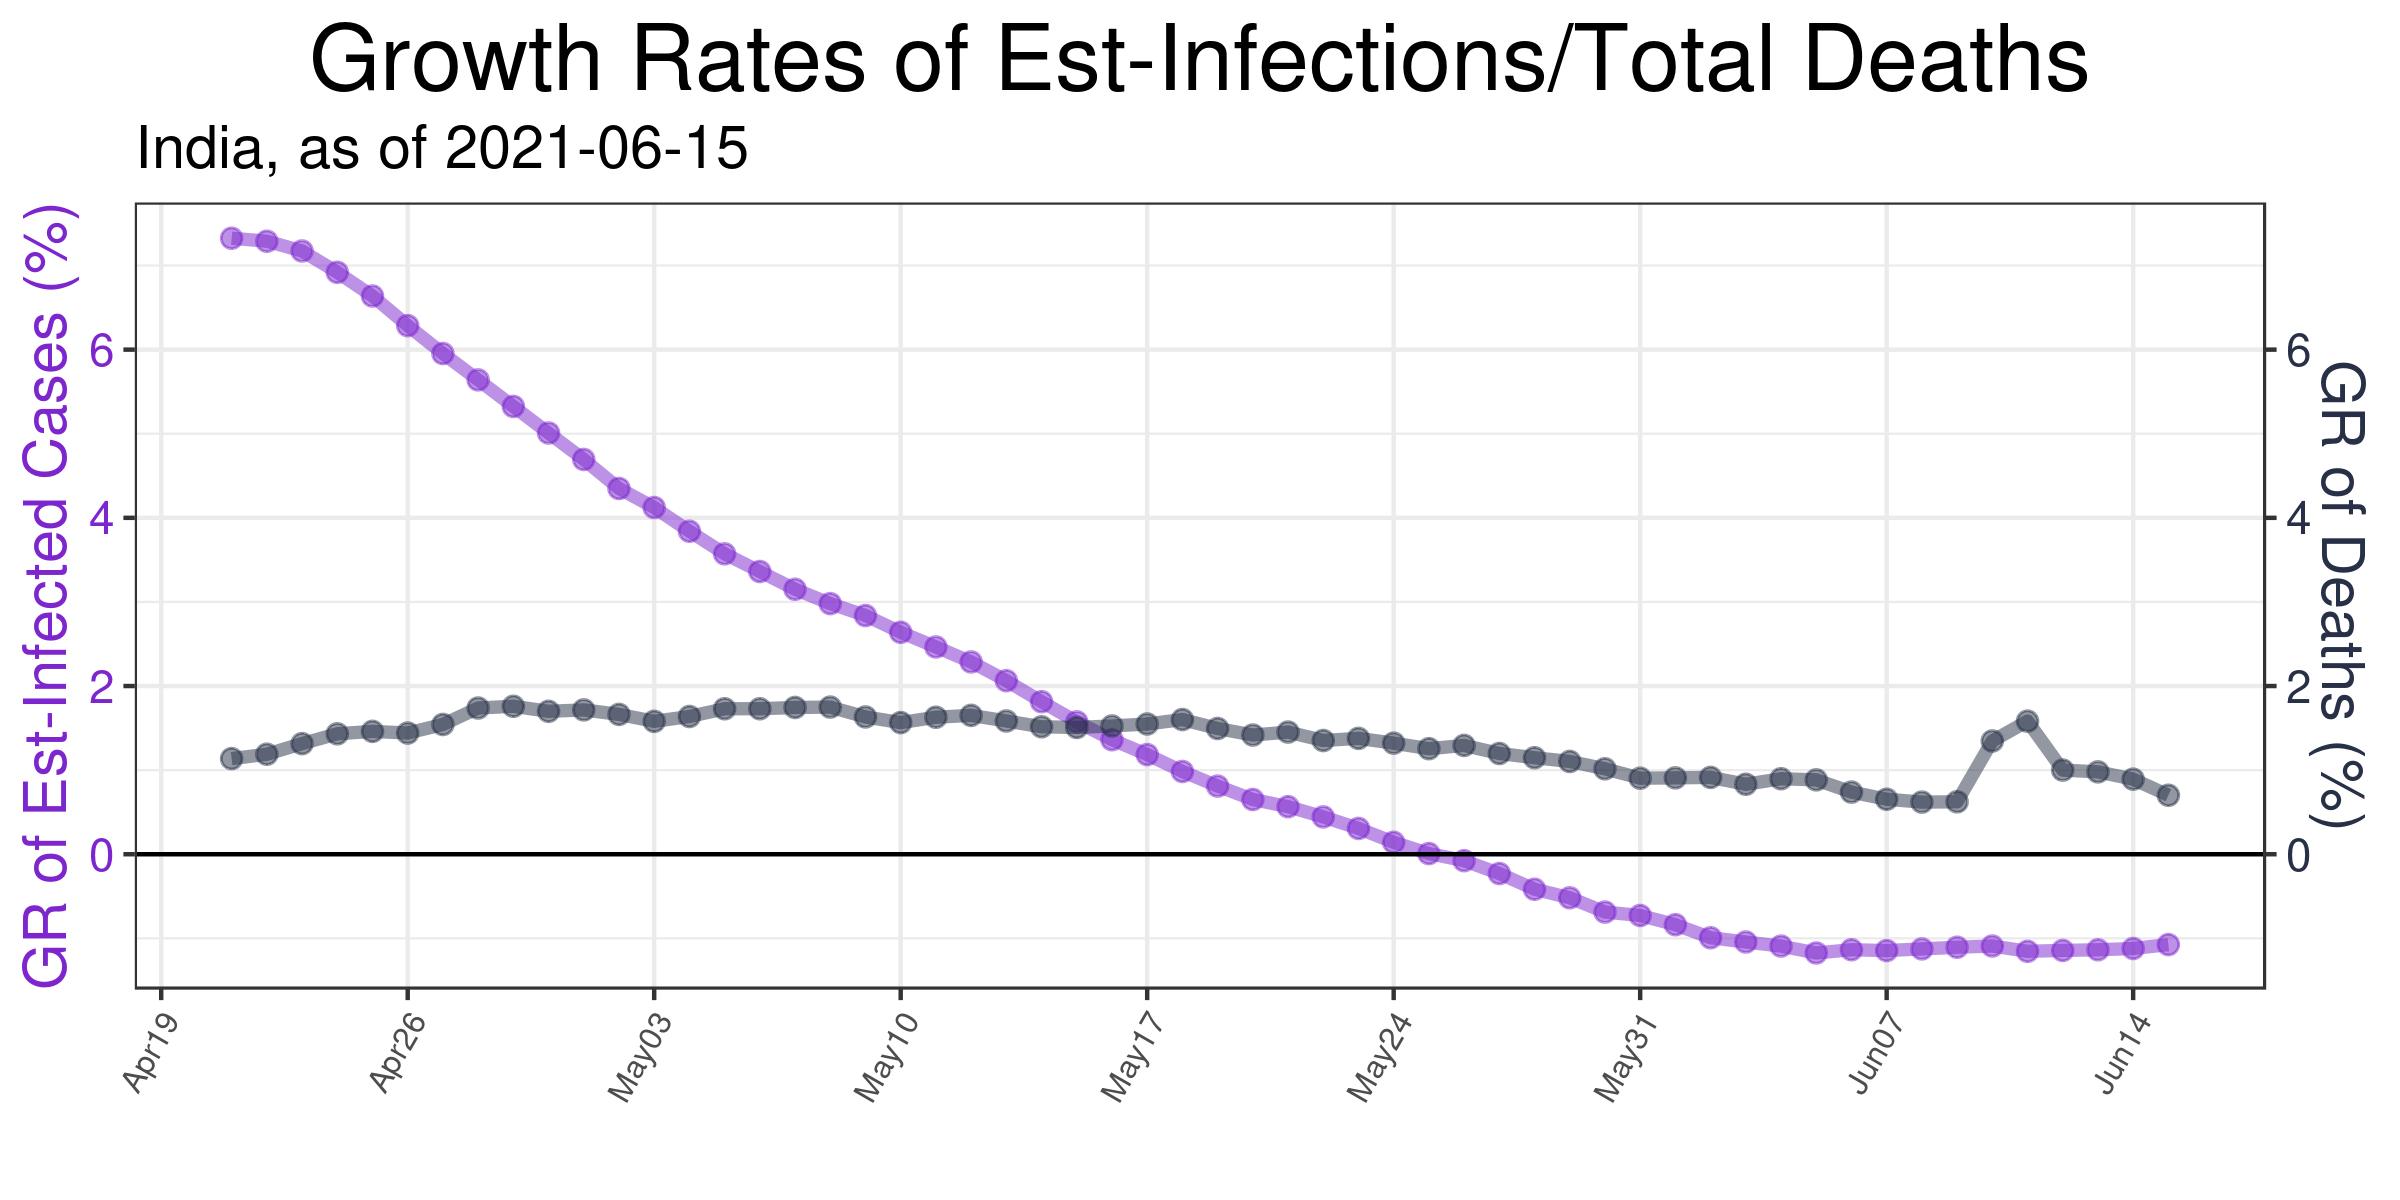 Growth Rates of Est-Infections/Total Deaths
India, as of 2021-06-15
GR of Est-Infected Cases (%)
6
4
2
0
6
4
2
0
GR of Deaths (%)
Apr19
Apr26
May03
May10
May17
May24
May31
Jun07
Jun14